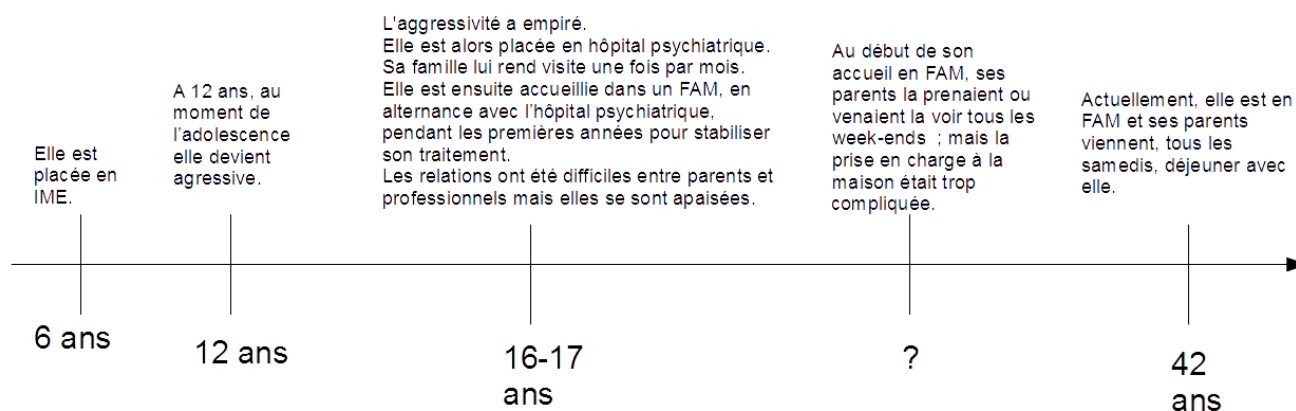 Elle est
placée en
IME.
A 12 ans, au
moment de
l'adolescence
elle devient
agressive.
L'aggressivité a empiré.
Elle est alors placée en hôpital psychiatrique.
Sa famille lui rend visite une fois par mois.
Elle est ensuite accueillie dans un FAM, en
alternance avec l'hôpital psychiatrique,
pendant les premières années pour stabiliser
son traitement.
Les relations ont été difficiles entre parents et
professionnels mais elles se sont apaisées.
Au début de son
accueil en FAM, ses
parents la prenaient ou
venaient la voir tous les
week-ends ; mais la
prise en charge à la
maison était trop
compliquée.
Actuellement, elle est en
FAM et ses parents
viennent, tous les
samedis, déjeuner avec
elle.
6 ans
12 ans
16-17
ans
?
42
ans